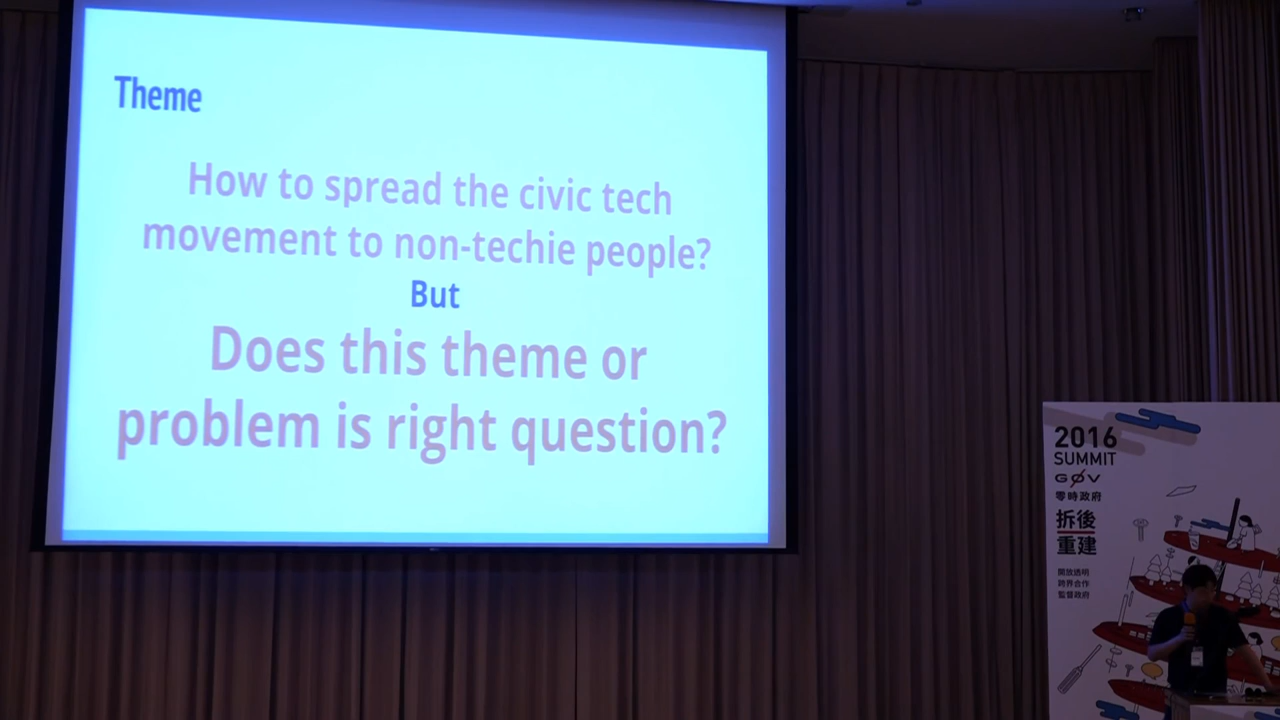 Theme
How to spread the civic tech
movement to non-techie people?
But
Does this theme or
problem is right question?
2016
SUMMIT
GØV
零時政府
拆後
重建
開放透明
跨界合作
監督政府